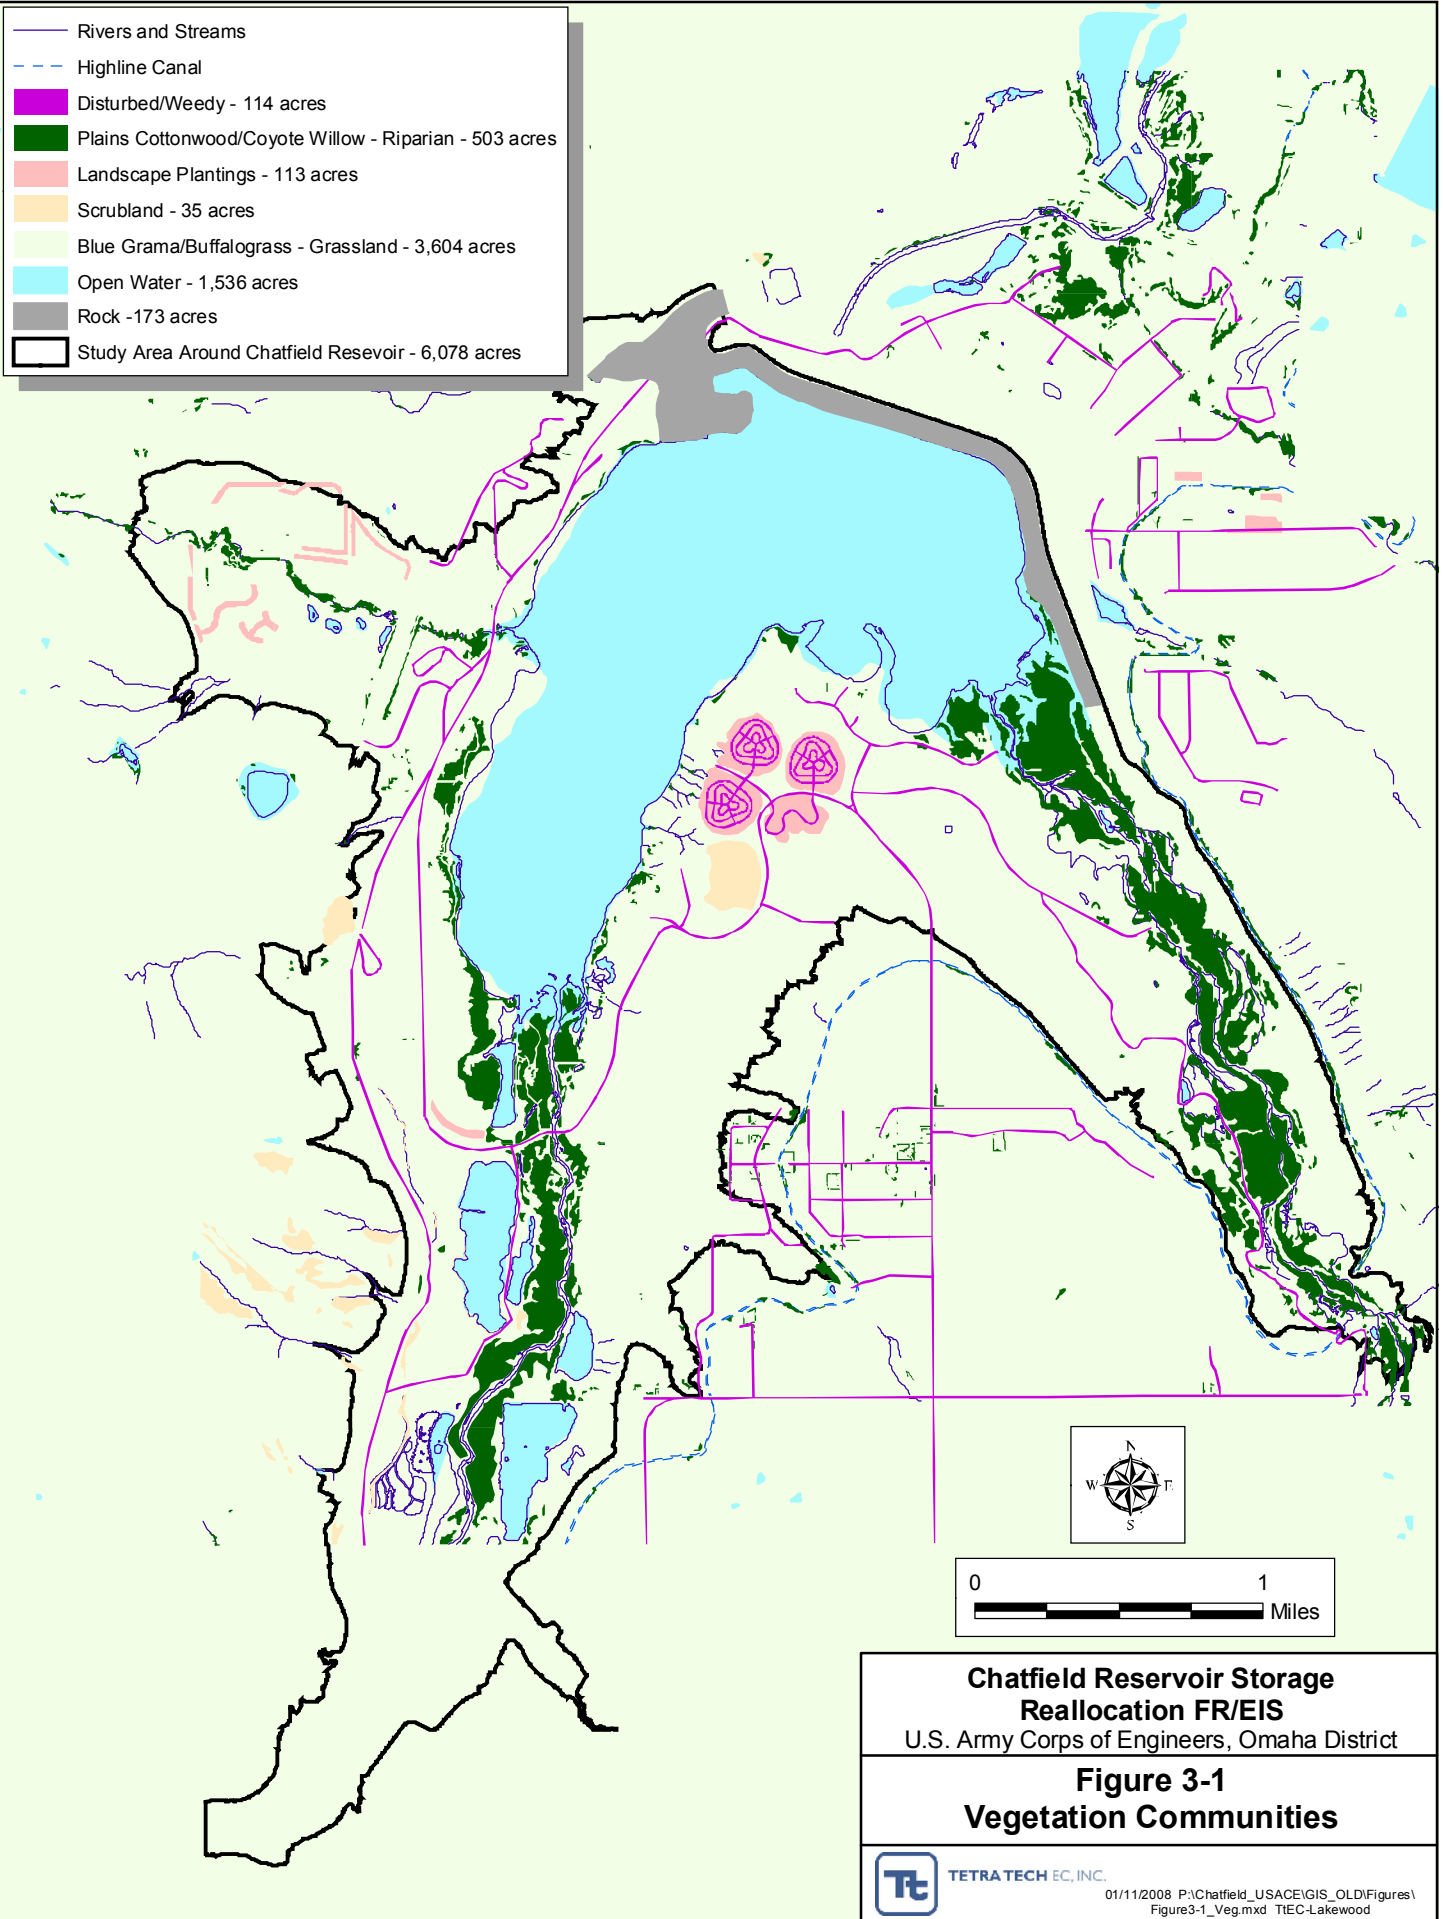 Rivers and Streams
Highline Canal
Disturbed/Weedy - 114 acres
Plains Cottonwood/Coyote Willow - Riparian - 503 acres
Landscape Plantings - 113 acres
Scrubland - 35 acres
Blue Grama/Buffalograss - Grassland - 3,604 acres
Open Water - 1,536 acres
Rock -173 acres
Study Area Around Chatfield Resevoir - 6,078 acres
N
W E
S
0 1
Miles
Chatfield Reservoir Storage
Reallocation FR/EIS
U.S. Army Corps of Engineers, Omaha District
Figure 3-1
Vegetation Communities
Tt
TETRA TECH EC, INC.
01/11/2008 P:\Chatfield_USACE\GIS_OLD\Figures\
Figure3-1_Veg.mxd TtEC-Lakewood